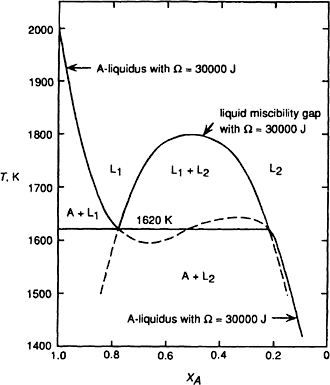 2000
A-liquidus with Ω = 30000 J
1900
liquid miscibility gap
with Ω = 30000 J
1800
L₁
L₁ + L₂
L₂
T, K
1700
A + L₁
1620 K
1600
A + L₂
1500
A-liquidus with Ω = 30000 J
1400
1.0
0.8
0.6
0.4
0.2
0
X_A